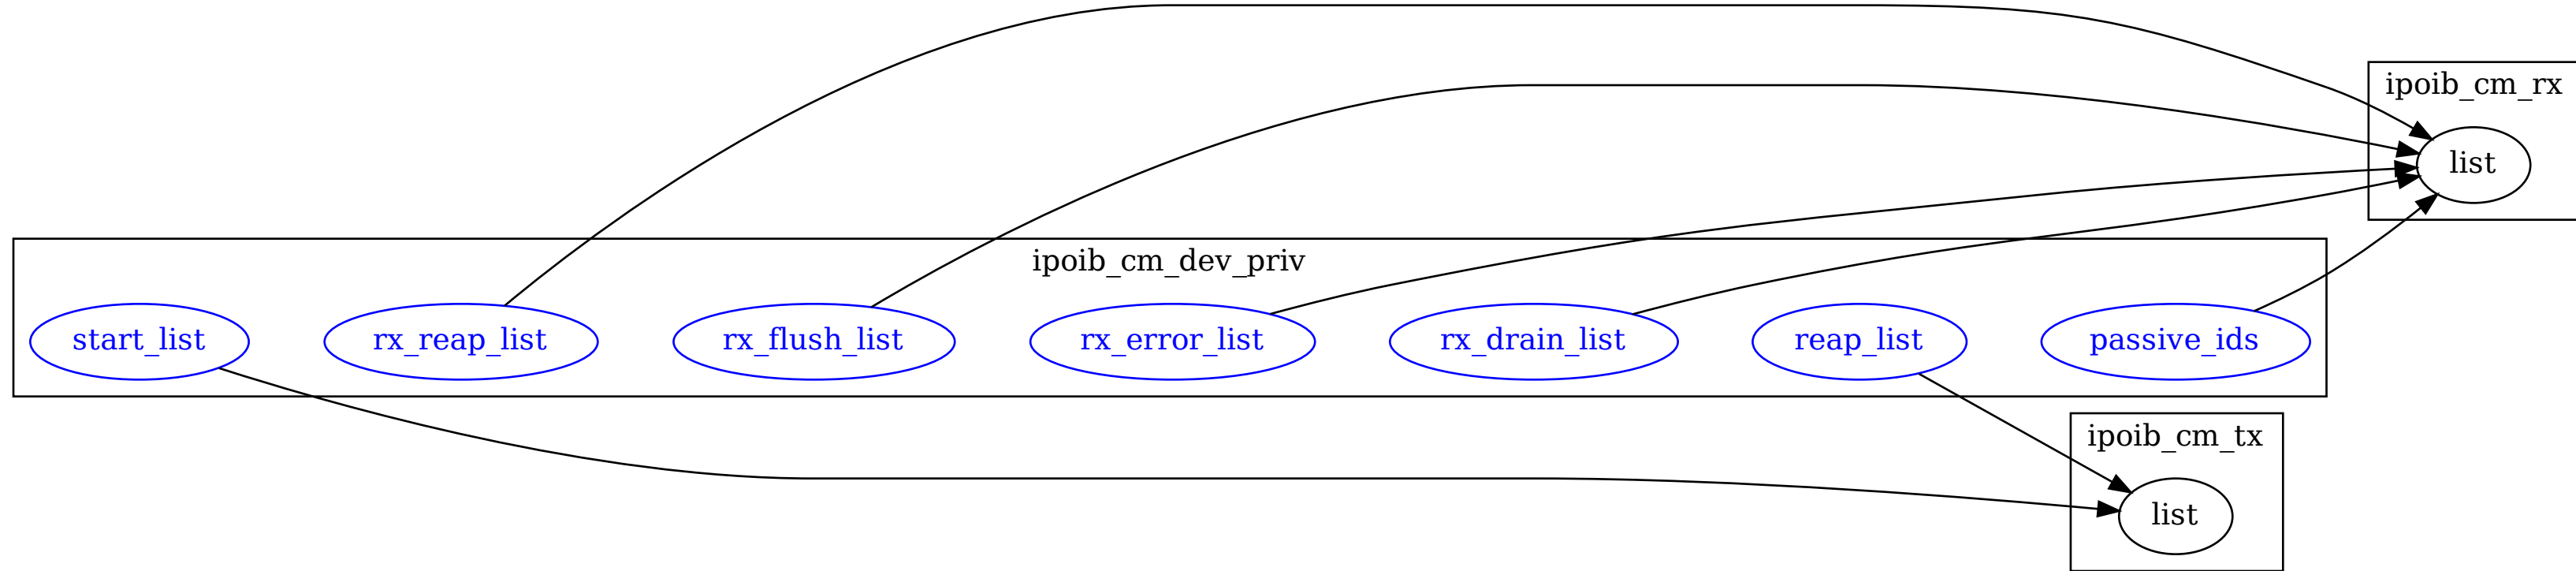 ipoib_cm_rx
list
ipoib_cm_dev_priv
start_list rx_reap_list rx_flush_list rx_error_list rx_drain_list reap_list passive_ids
ipoib_cm_tx
list